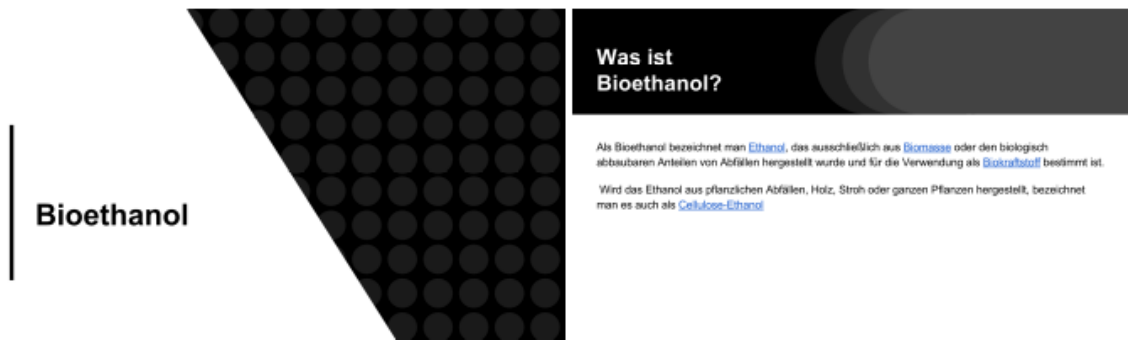 Bioethanol
Was ist
Bioethanol?
Als Bioethanol bezeichnet man Ethanol, das ausschließlich aus Biomasse oder den biologisch
abbaubaren Anteilen von Abfällen hergestellt wurde und für die Verwendung als Biokraftstoff bestimmt ist.
Wird das Ethanol aus pflanzlichen Abfällen, Holz, Stroh oder ganzen Pflanzen hergestellt, bezeichnet
man es auch als Cellulose-Ethanol